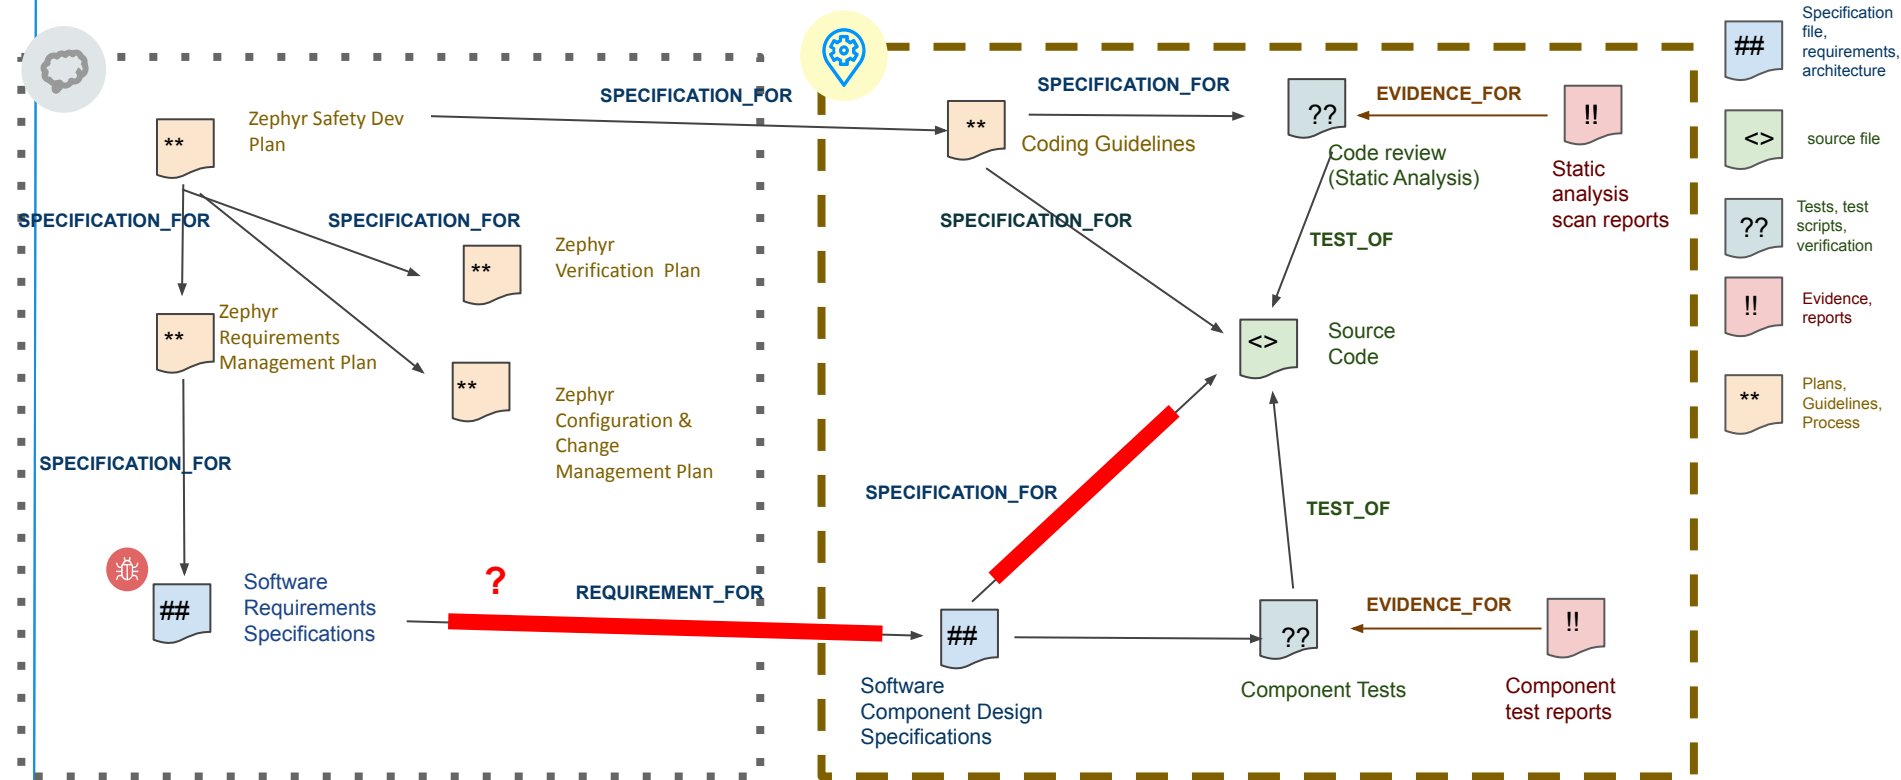 SPECIFICATION_FOR
**
Zephyr Safety Dev
Plan
SPECIFICATION_FOR
SPECIFICATION_FOR
**
Zephyr
Verification Plan
**
Zephyr
Requirements
Management Plan
**
Zephyr
Configuration &
Change
Management Plan
SPECIFICATION_FOR
##
Software
Requirements
Specifications
?
REQUIREMENT_FOR
**
Coding Guidelines
SPECIFICATION_FOR
??
Code review
(Static Analysis)
EVIDENCE_FOR
!!
Static
analysis
scan reports
SPECIFICATION_FOR
TEST_OF
<>
Source
Code
SPECIFICATION_FOR
TEST_OF
##
Software
Component Design
Specifications
??
Component Tests
EVIDENCE_FOR
!!
Component
test reports
##
Specification
file,
requirements,
architecture
<>
source file
??
Tests, test
scripts,
verification
!!
Evidence,
reports
**
Plans,
Guidelines,
Process